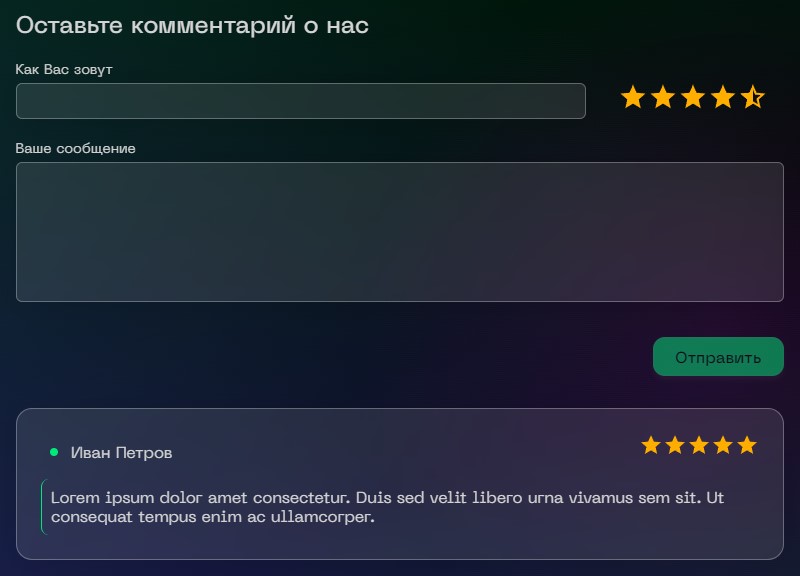 Оставьте комментарий о нас
Как Вас зовут
Ваше сообщение
Отправить
Иван Петров
Lorem ipsum dolor amet consectetur. Duis sed velit libero urna vivamus sem sit. Ut
consequat tempus enim ac ullamcorper.